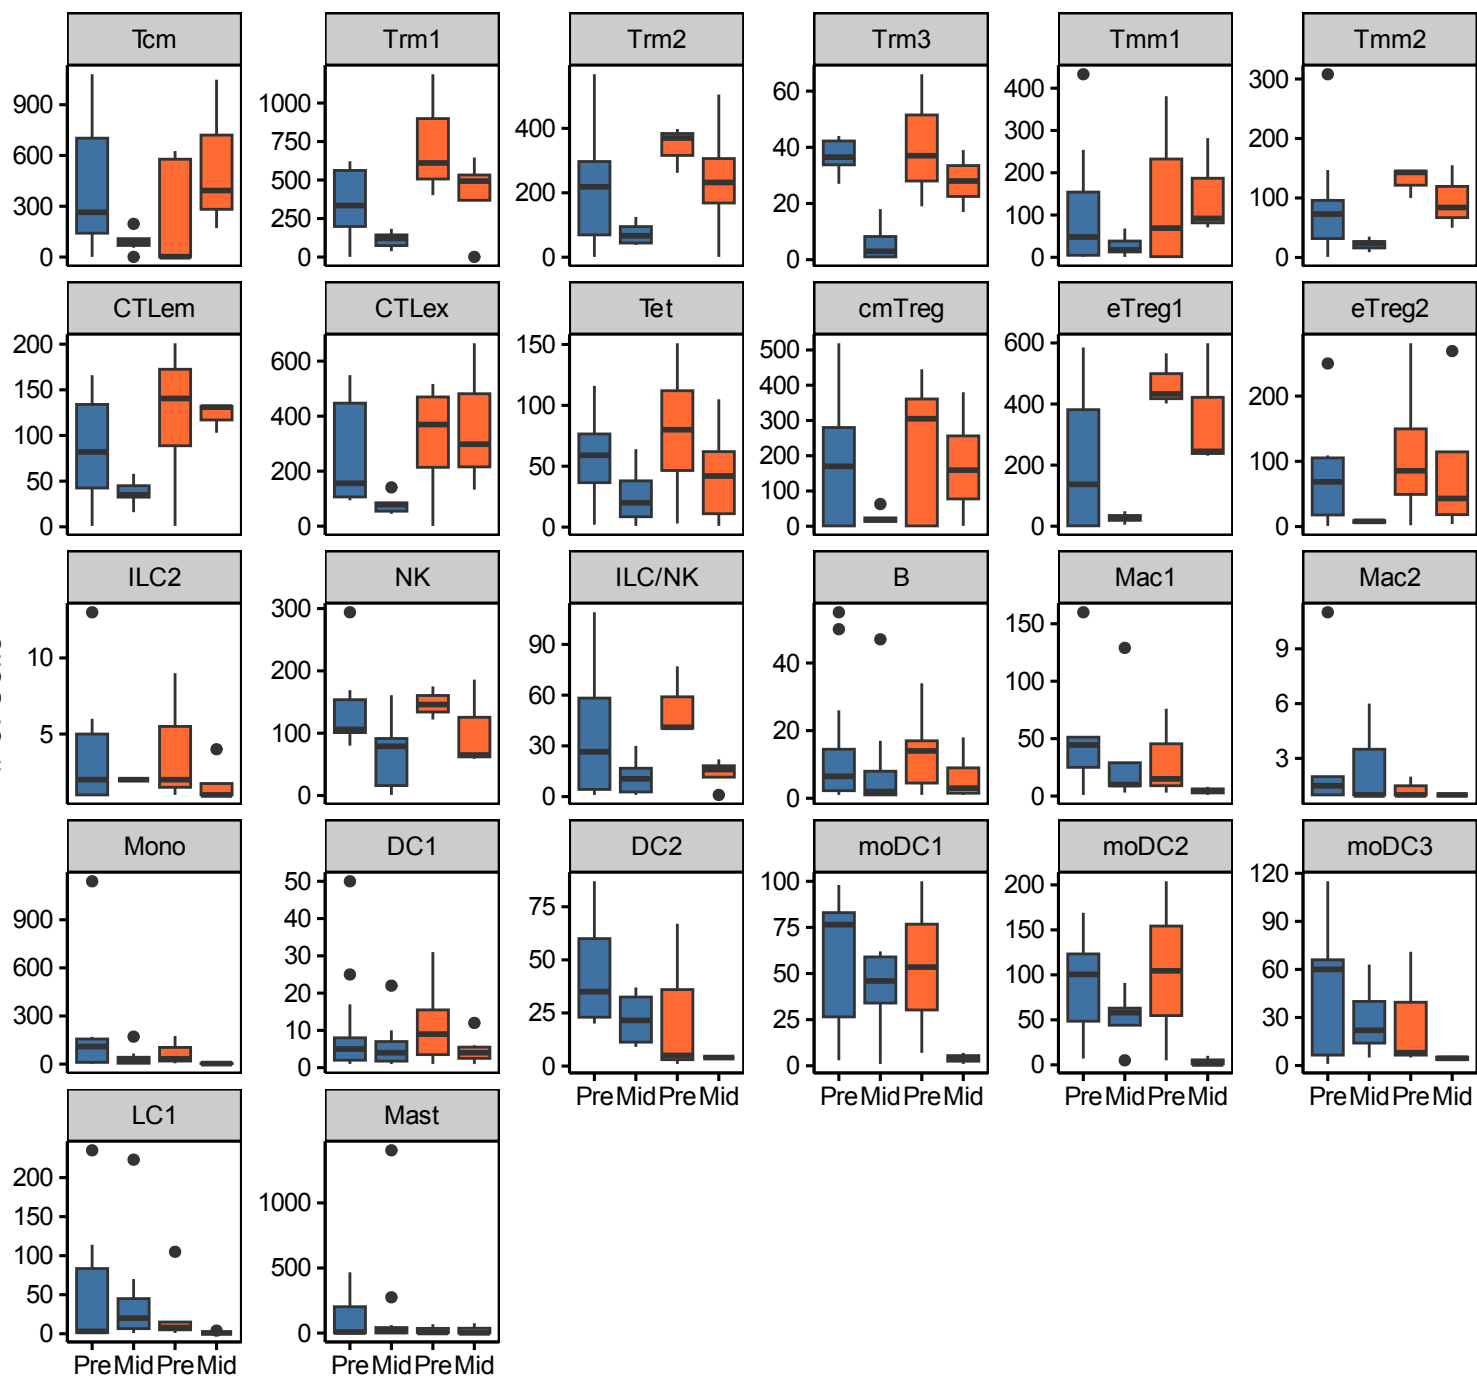 Tcm Trm1 Trm2 Trm3 Tmm1 Tmm2
900 600 300 0
1000 750 500 250 0
400 200 0
60 40 20 0
400 300 200 100 0
300 200 100 0
CTLem CTLex Tet cmTreg eTreg1 eTreg2
200 150 100 50 0
600 400 200 0
150 100 50 0
500 400 300 200 100 0
600 400 200 0
200 100 0
ILC2 NK ILC/NK B Mac1 Mac2
10 5
300 200 100 0
90 60 30 0
40 20 0
150 100 50 0
9 6 3
Mono DC1 DC2 moDC1 moDC2 moDC3
900 600 300 0
50 40 30 20 10 0
75 50 25 0
100 75 50 25 0
200 150 100 50 0
120 90 60 30 0
Pre Mid Pre Mid Pre Mid Pre Mid Pre Mid Pre Mid Pre Mid Pre Mid
LC1 Mast
200 150 100 50 0
1000 500 0
Pre Mid Pre Mid Pre Mid Pre Mid